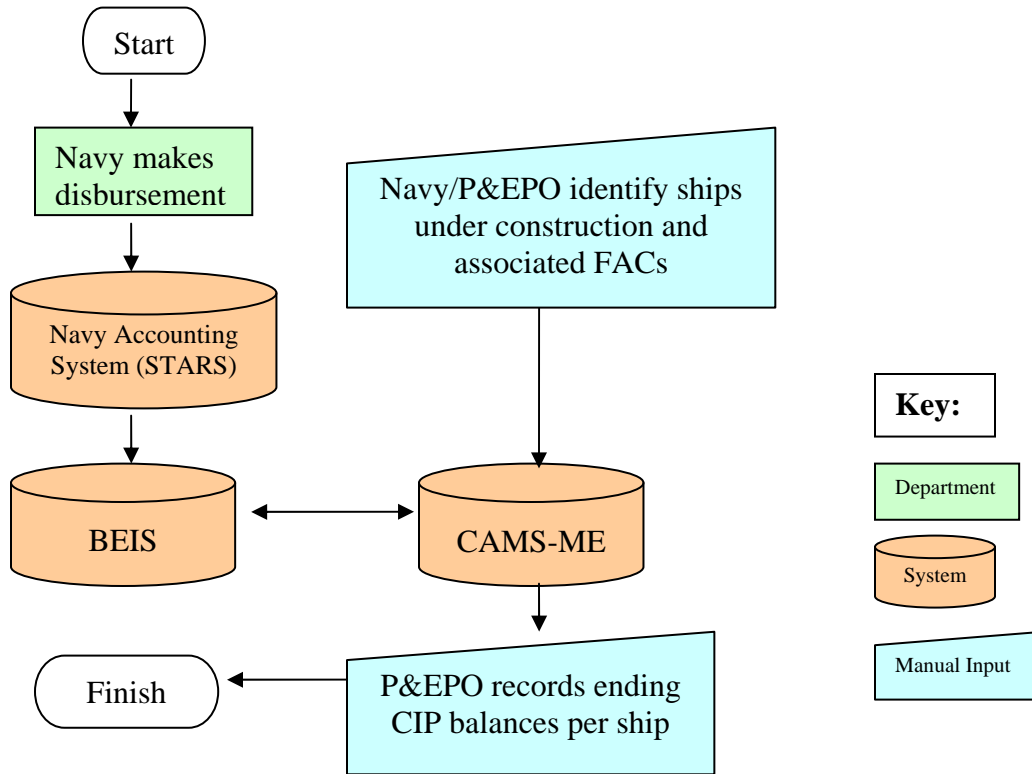 Start
Navy makes
disbursement
Navy/P&EPO identify ships
under construction and
associated FACs
Navy Accounting
System (STARS)
BEIS
CAMS-ME
Finish
P&EPO records ending
CIP balances per ship
Key:
Department
System
Manual Input